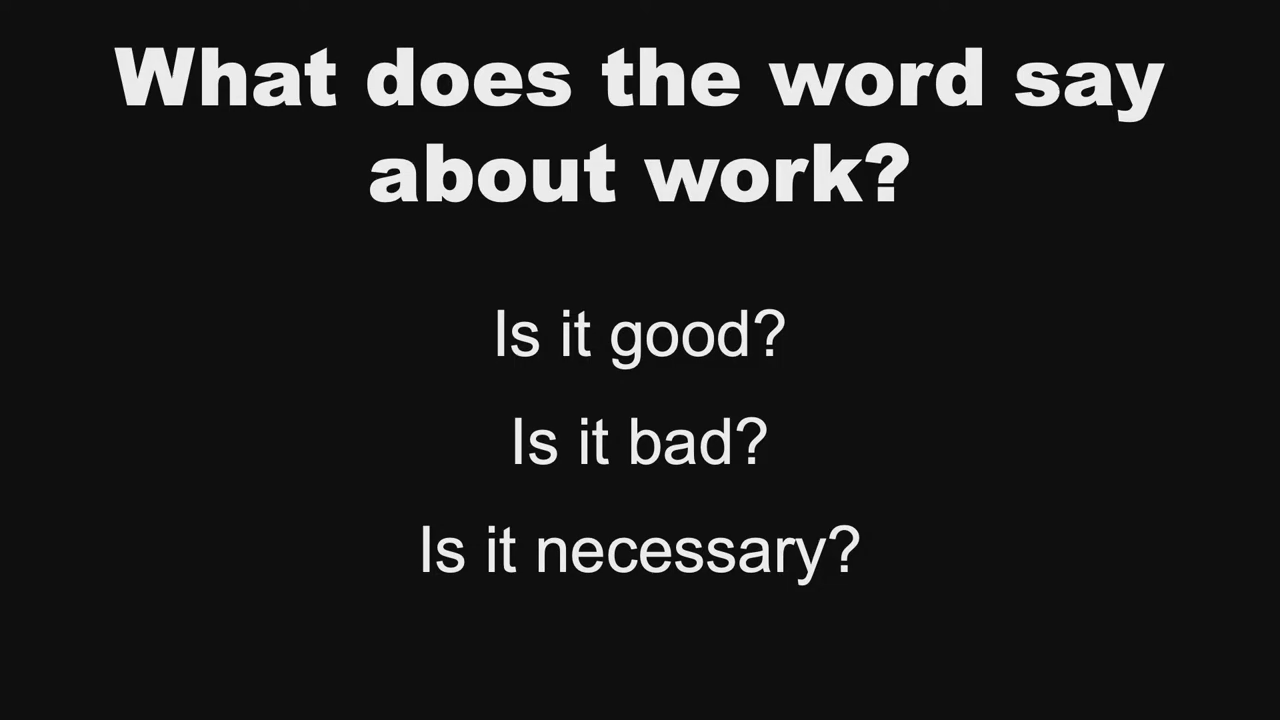 What does the word say
about work?
Is it good?
Is it bad?
Is it necessary?